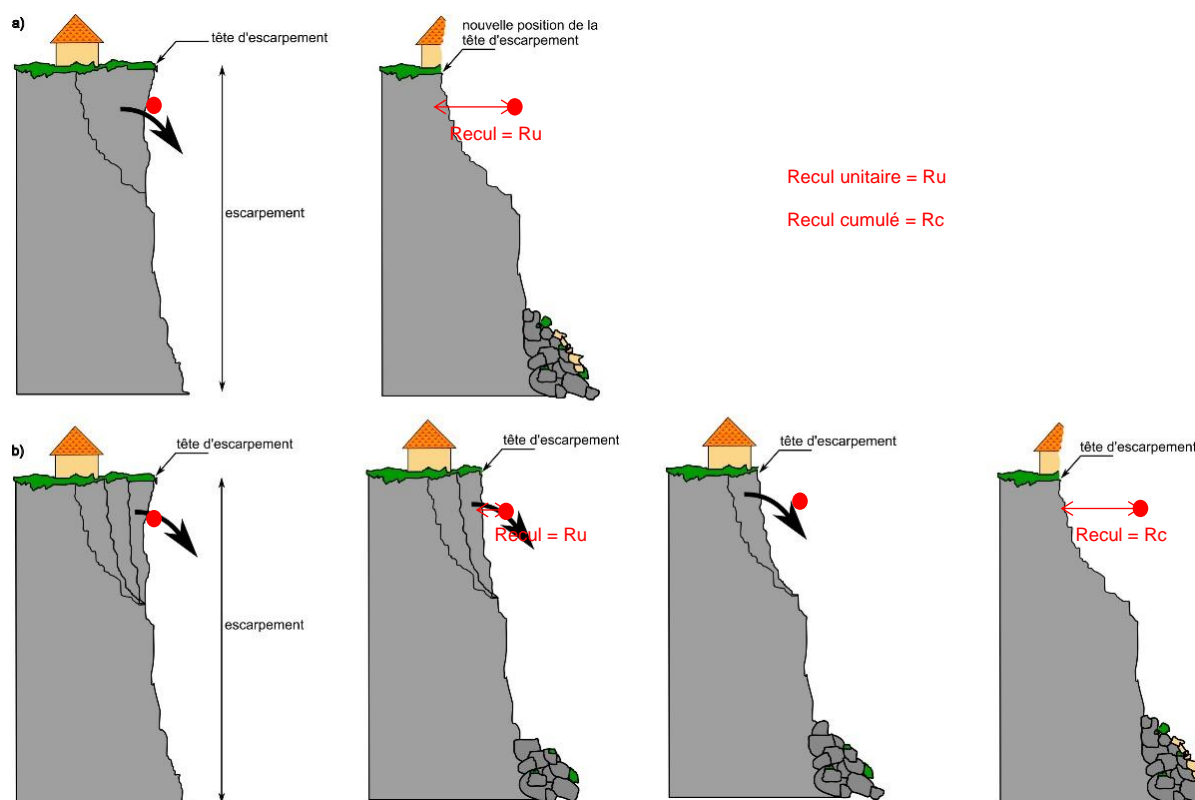 a)
tête d'escarpement
nouvelle position de la
tête d'escarpement
Recul = Ru
escarpement
Recul unitaire = Ru
Recul cumulé = Rc
b)
tête d'escarpement
tête d'escarpement
tête d'escarpement
tête d'escarpement
Recul = Ru
Recul = Rc
escarpement